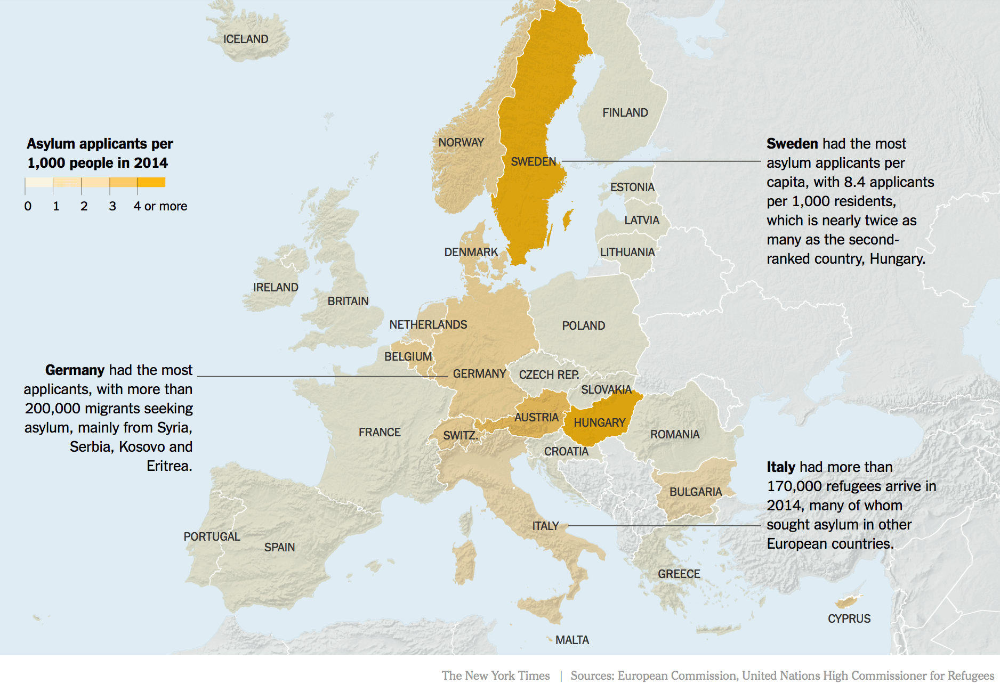 ICELAND
FINLAND
NORWAY
SWEDEN
Asylum applicants per
1,000 people in 2014
0 1 2 3 4 or more
Sweden had the most
asylum applicants per
capita, with 8.4 applicants
per 1,000 residents,
which is nearly twice as
many as the second-
ranked country, Hungary.
ESTONIA
LATVIA
DENMARK
LITHUANIA
IRELAND
BRITAIN
NETHERLANDS
POLAND
BELGIUM
GERMANY
CZECH REP.
SLOVAKIA
Germany had the most
applicants, with more than
200,000 migrants seeking
asylum, mainly from Syria,
Serbia, Kosovo and
Eritrea.
AUSTRIA
HUNGARY
FRANCE
SWITZ.
ROMANIA
CROATIA
BULGARIA
Italy had more than
170,000 refugees arrive in
2014, many of whom
sought asylum in other
European countries.
ITALY
PORTUGAL
SPAIN
GREECE
CYPRUS
MALTA
The New York Times | Sources: European Commission, United Nations High Commissioner for Refugees